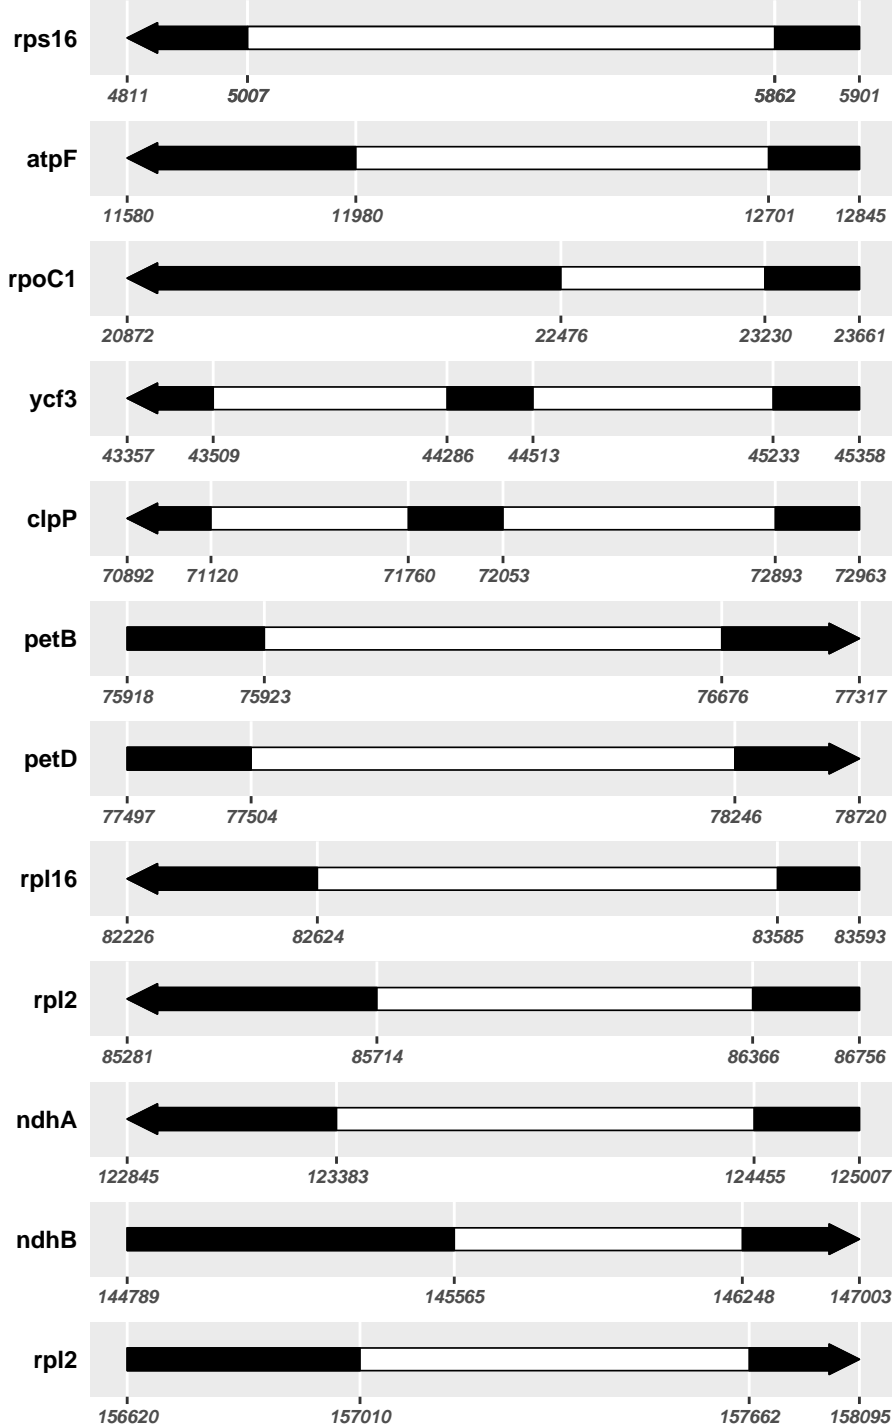 rps16
4811 5007 5862 5901
atpF
11580 11980 12701 12845
rpoC1
20872 22476 23230 23661
ycf3
43357 43509 44286 44513 45233 45358
clpP
70892 71120 71760 72053 72893 72963
petB
75918 75923 76676 77317
petD
77497 77504 78246 78720
rpl16
82226 82624 83585 83593
rpl2
85281 85714 86366 86756
ndhA
122845 123383 124455 125007
ndhB
144789 145565 146248 147003
rpl2
156620 157010 157662 158095